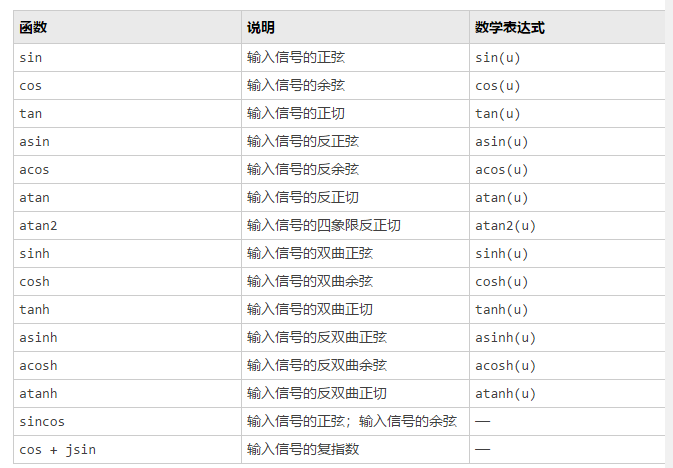 函数 说明 数学表达式
sin 输入信号的正弦 sin(u)
cos 输入信号的余弦 cos(u)
tan 输入信号的正切 tan(u)
asin 输入信号的反正弦 asin(u)
acos 输入信号的反余弦 acos(u)
atan 输入信号的反正切 atan(u)
atan2 输入信号的四象限反正切 atan2(u)
sinh 输入信号的双曲正弦 sinh(u)
cosh 输入信号的双曲余弦 cosh(u)
tanh 输入信号的双曲正切 tanh(u)
asinh 输入信号的反双曲正弦 asinh(u)
acosh 输入信号的反双曲余弦 acosh(u)
atanh 输入信号的反双曲正切 atanh(u)
sincos 输入信号的正弦；输入信号的余弦 —
cos + jsin 输入信号的复指数 —